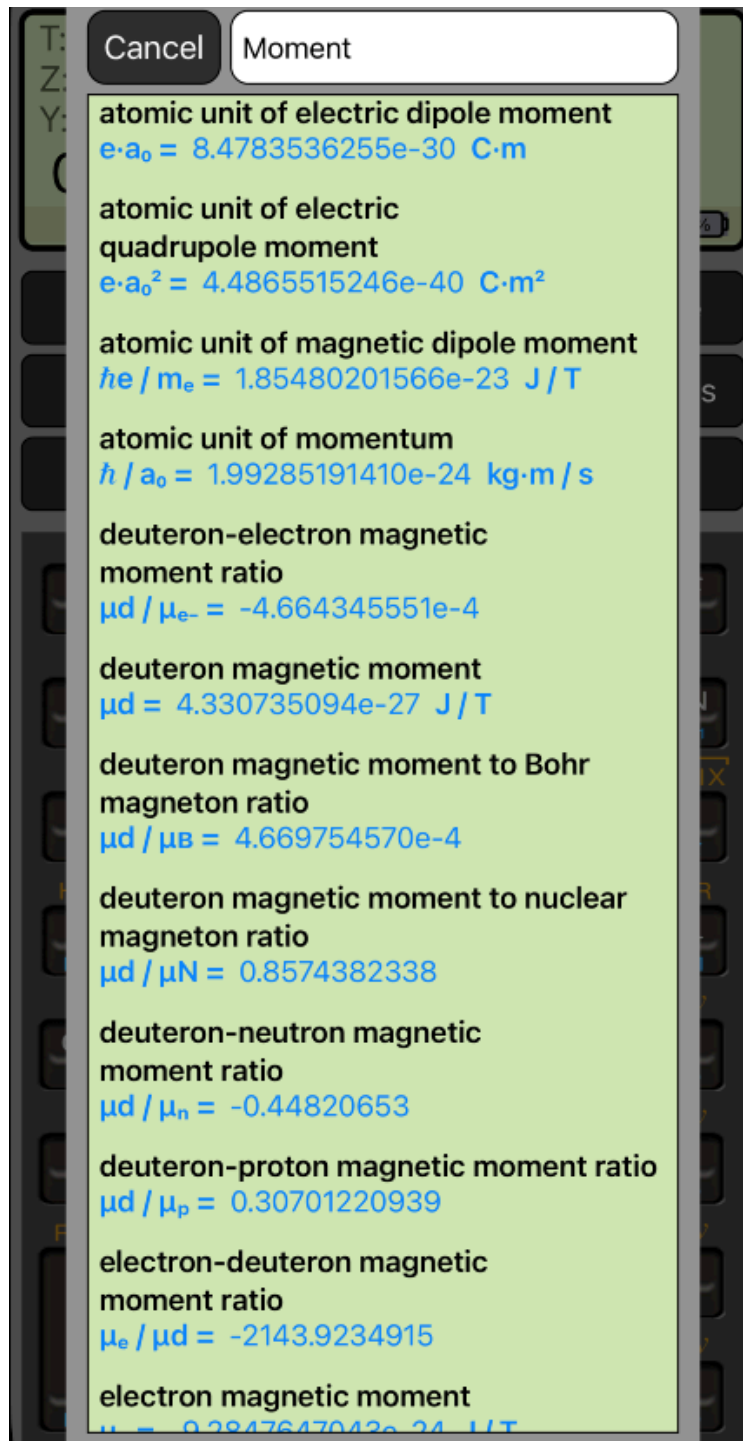 T:
Z:
Y:
Cancel
Moment
atomic unit of electric dipole moment
e·a₀ = 8.4783536255e-30 C·m
atomic unit of electric
quadrupole moment
e·a₀² = 4.4865515246e-40 C·m²
atomic unit of magnetic dipole moment
ℏe / mₑ = 1.85480201566e-23 J / T
atomic unit of momentum
ℏ / a₀ = 1.99285191410e-24 kg·m / s
deuteron-electron magnetic
moment ratio
μd / μₑ₋ = -4.664345551e-4
deuteron magnetic moment
μd = 4.330735094e-27 J / T
deuteron magnetic moment to Bohr
magneton ratio
μd / μB = 4.669754570e-4
deuteron magnetic moment to nuclear
magneton ratio
μd / μN = 0.8574382338
deuteron-neutron magnetic
moment ratio
μd / μₙ = -0.44820653
deuteron-proton magnetic moment ratio
μd / μₚ = 0.30701220939
electron-deuteron magnetic
moment ratio
μₑ / μd = -2143.9234915
electron magnetic moment